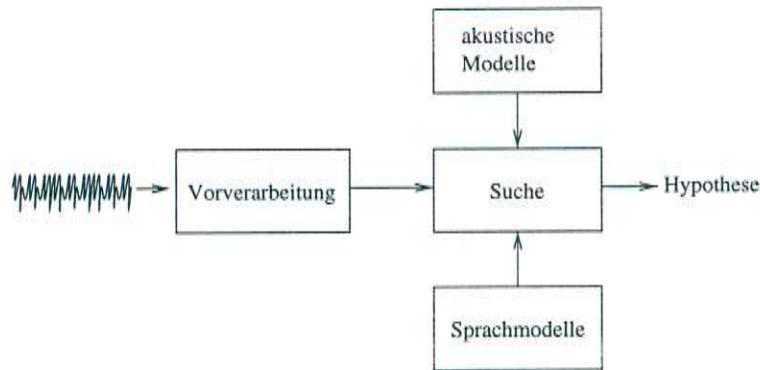 akustische
Modelle
Vorverarbeitung
Suche
Hypothese
Sprachmodelle